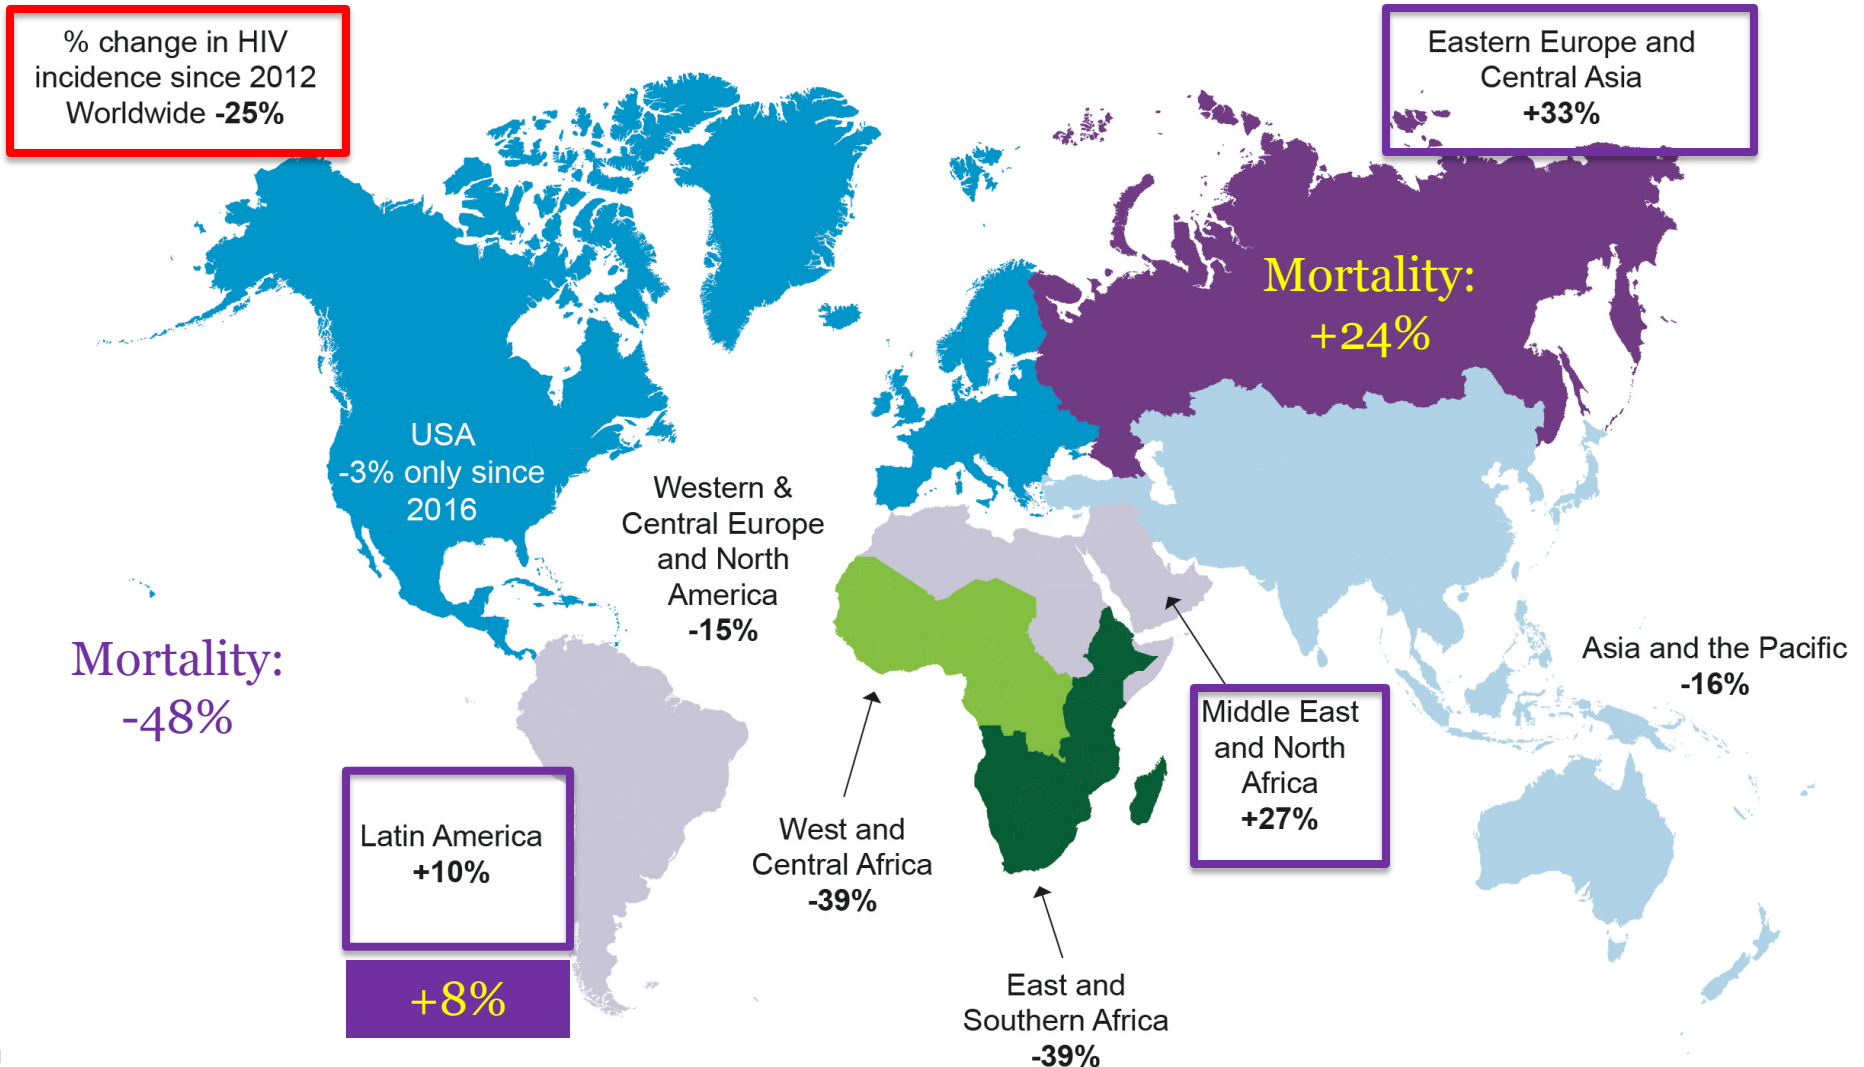 % change in HIV
incidence since 2012
Worldwide -25%
Eastern Europe and
Central Asia
+33%
Mortality:
+24%
USA
-3% only since
2016
Western &
Central Europe
and North
America
-15%
Mortality:
-48%
Asia and the Pacific
-16%
Middle East
and North
Africa
+27%
Latin America
+10%
+8%
West and
Central Africa
-39%
East and
Southern Africa
-39%